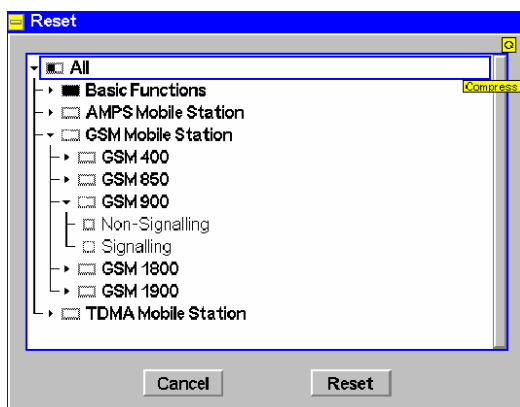 Reset
All
Compress
Basic Functions
AMPS Mobile Station
GSM Mobile Station
GSM 400
GSM 850
GSM 900
Non-Signalling
Signalling
GSM 1800
GSM 1900
TDMA Mobile Station
Cancel
Reset